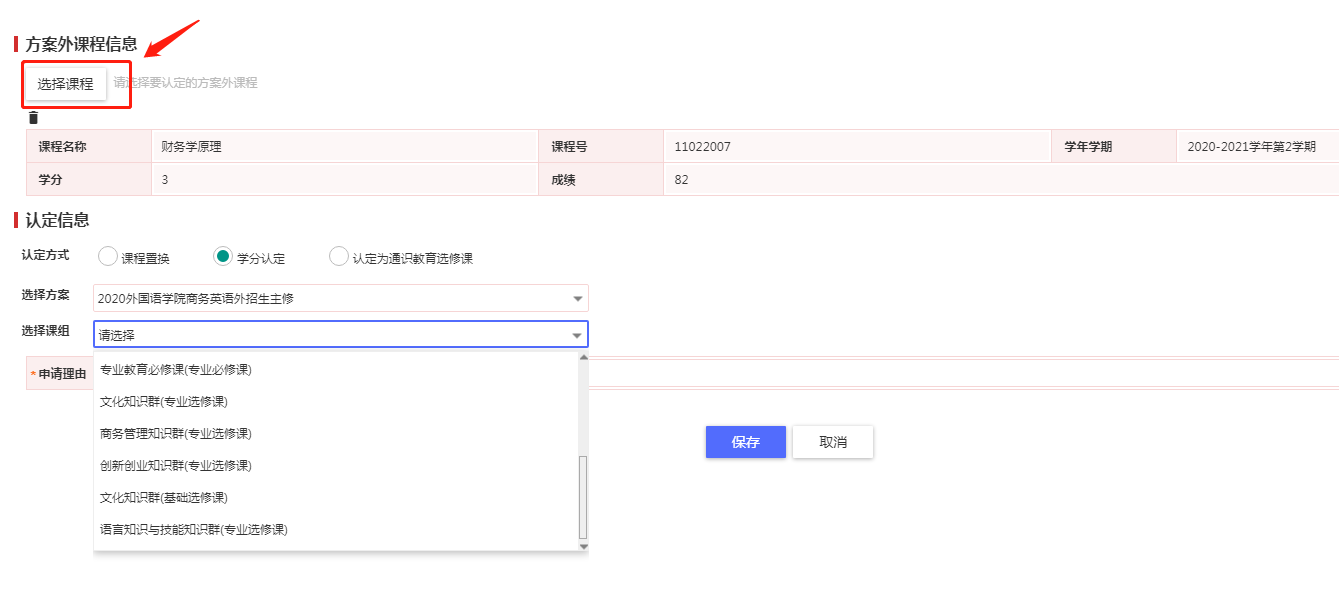 方案外课程信息
选择课程 请选择要认定的方案外课程
课程名称 财务学原理 课程号 11022007 学年学期 2020-2021学年第2学期
学分 3 成绩 82
认定信息
认定方式 课程置换 学分认定 认定为通识教育选修课
选择方案 2020外国语学院商务英语外招生主修
选择课组 请选择
*申请理由
专业教育必修课(专业必修课)
文化知识群(专业选修课)
商务管理知识群(专业选修课)
创新创业知识群(专业选修课)
文化知识群(基础选修课)
语言知识与技能知识群(专业选修课)
保存 取消